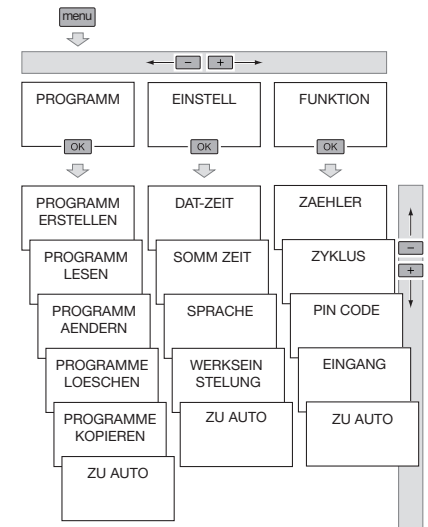 menu
− +
PROGRAMM
EINSTELL
FUNKTION
OK
OK
OK
PROGRAMM
ERSTELLEN
PROGRAMM
LESEN
PROGRAMM
AENDERN
PROGRAMME
LOESCHEN
PROGRAMME
KOPIEREN
ZU AUTO
DAT-ZEIT
SOMM ZEIT
SPRACHE
WERKSEIN
STELUNG
ZU AUTO
ZAEHLER
ZYKLUS
PIN CODE
EINGANG
ZU AUTO
−
+